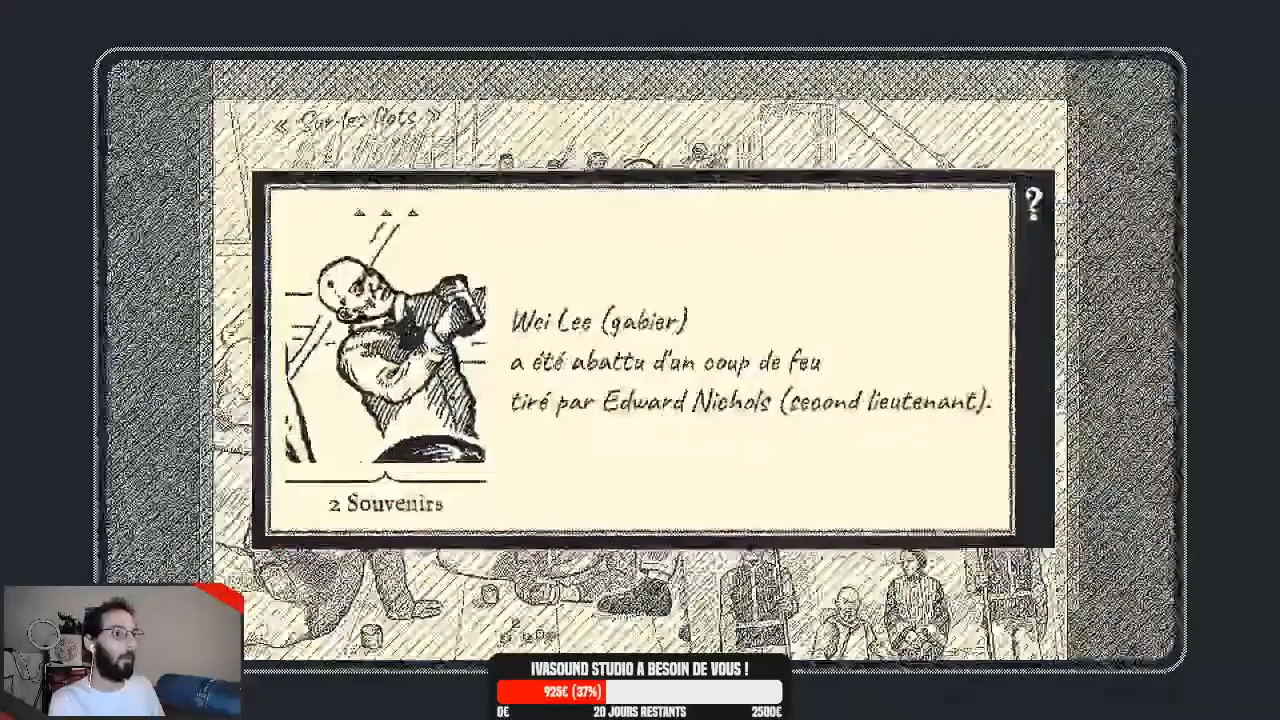 « Sur les flots »
?
Wei Lee (gabier)
a été abattu d'un coup de feu
tiré par Edward Nichols (second lieutenant).
2 Souvenirs
IVASOUND STUDIO A BESOIN DE VOUS !
925€ (37%)
0€ 20 JOURS RESTANTS 2500€